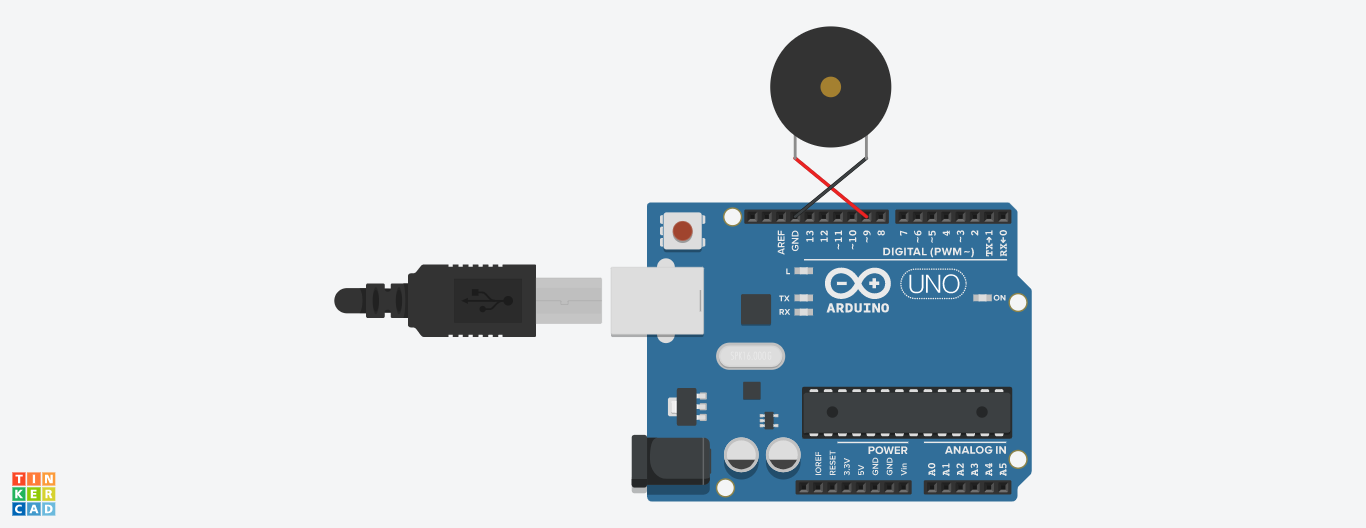 AREF
GND
13
12
~11
~10
~9
8
7
~6
~5
4
~3
2
TX→1
RX←0
DIGITAL (PWM~)
L
TX
RX
ARDUINO
UNO
ON
POWER
ANALOG IN
IOREF
RESET
3.3V
5V
GND
GND
Vin
A0
A1
A2
A3
A4
A5
TIN
KER
CAD